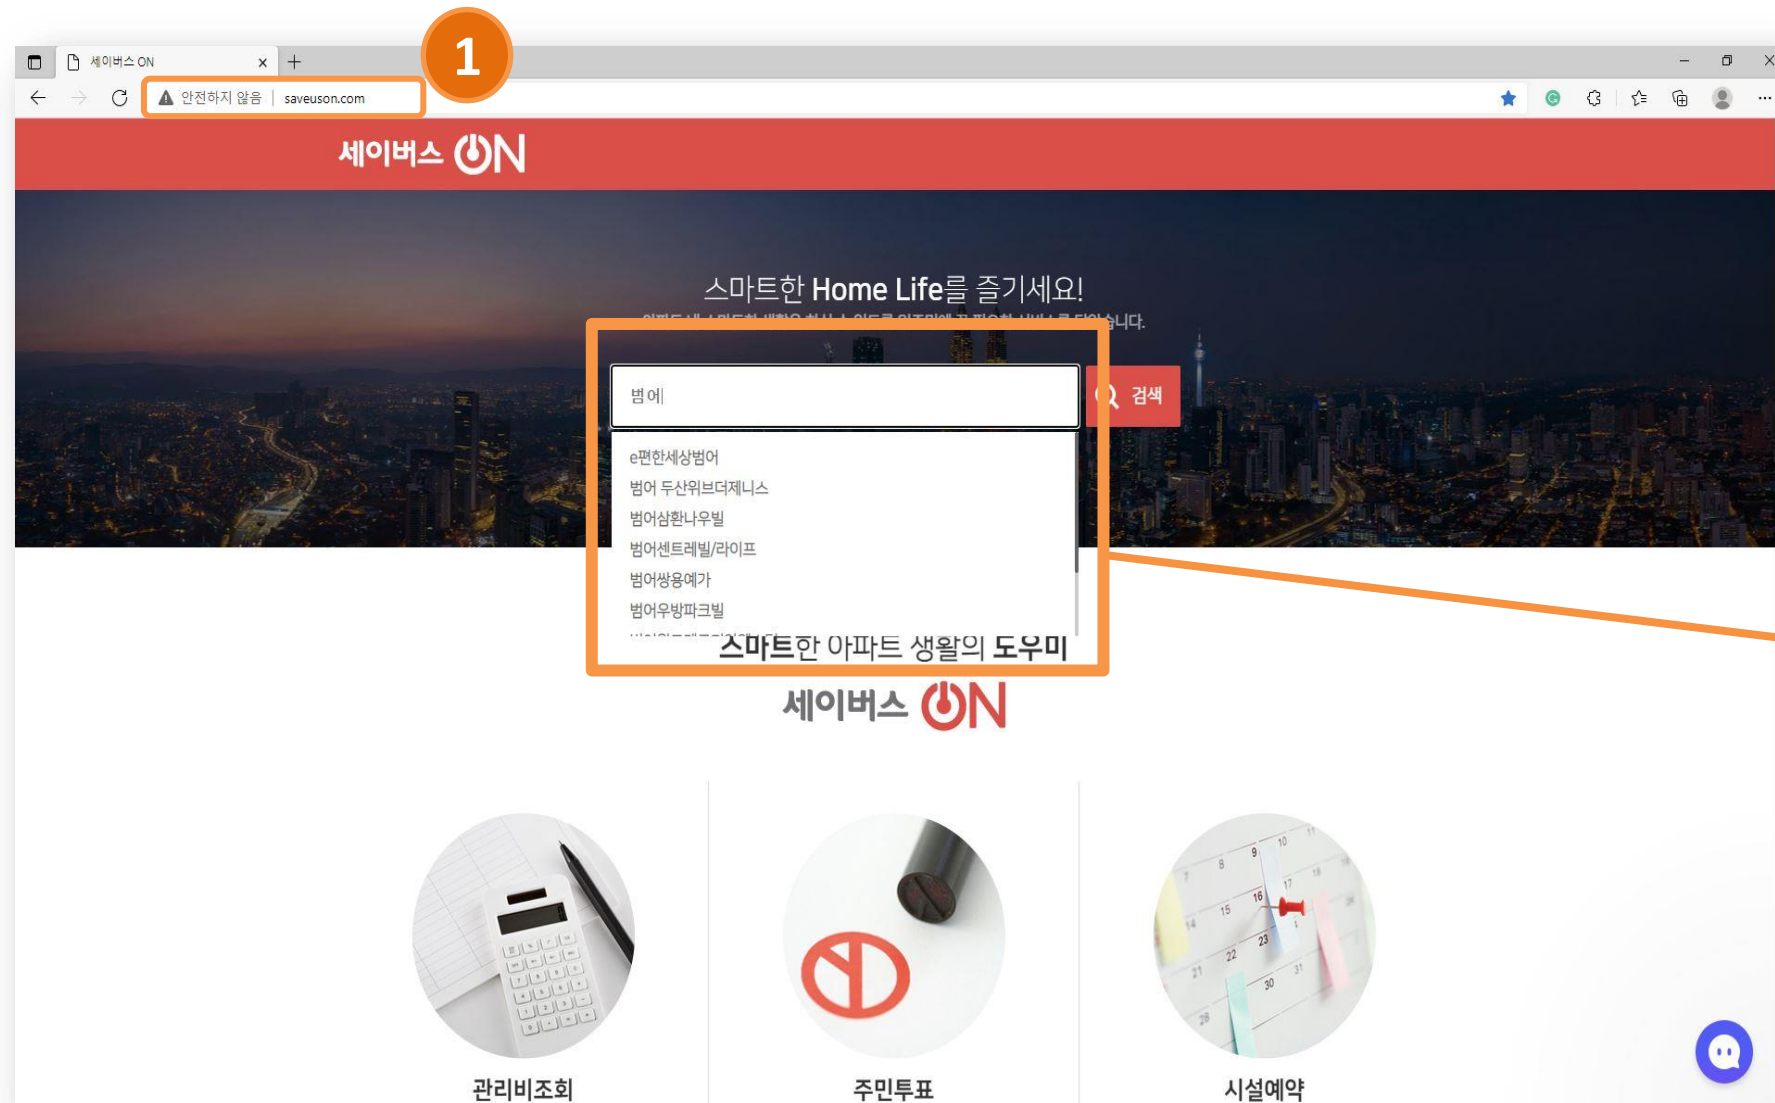 1
세이버스 ON
안전하지 않음 | saveuson.com
세이버스 ON
스마트한 Home Life를 즐기세요!
습니다.
범어
검색
e편한세상범어
범어 두산위브더제니스
범어삼환나우빌
범어센트레빌/라이프
범어쌍용예가
범어우방파크빌
스마트한 아파트 생활의 도우미
세이버스 ON
관리비조회
주민투표
시설예약